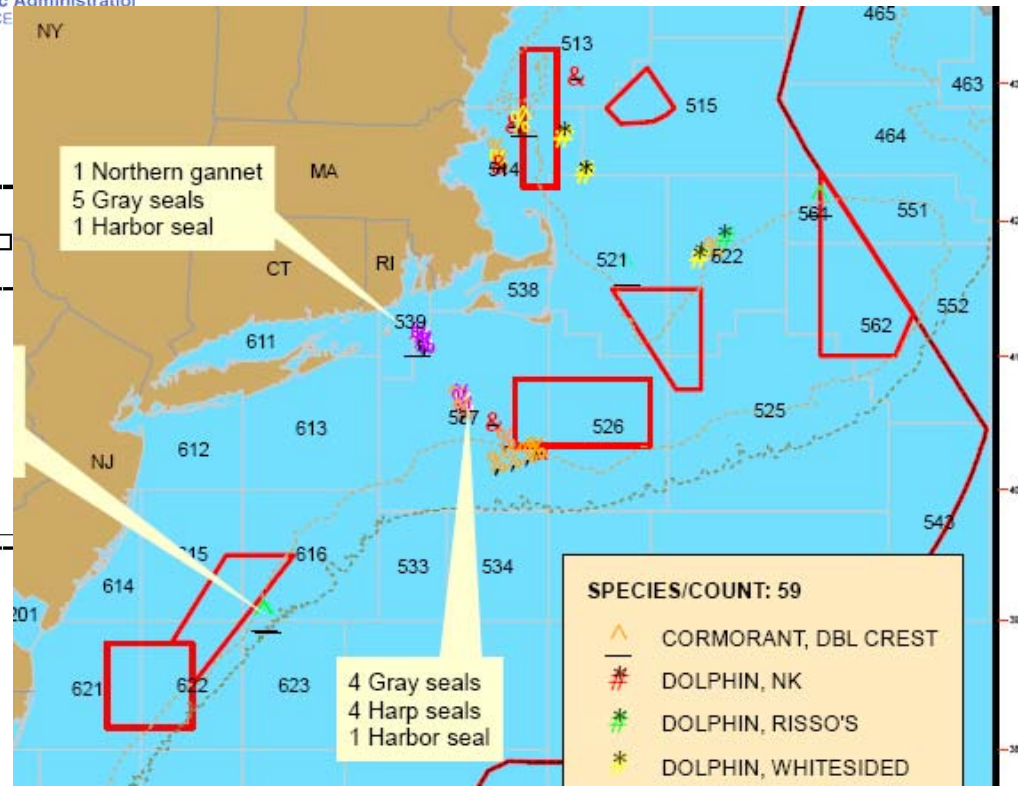 c Administration
CE
NY
513
465
463
515
464
1 Northern gannet
5 Gray seals
1 Harbor seal
MA
514
561
551
CT
RI
521
522
538
539
552
562
611
527
526
525
613
612
NJ
543
615
616
533
534
614
201
621
622
623
4 Gray seals
4 Harp seals
1 Harbor seal
SPECIES/COUNT: 59
CORMORANT, DBL CREST
DOLPHIN, NK
DOLPHIN, RISSO'S
DOLPHIN, WHITESIDED